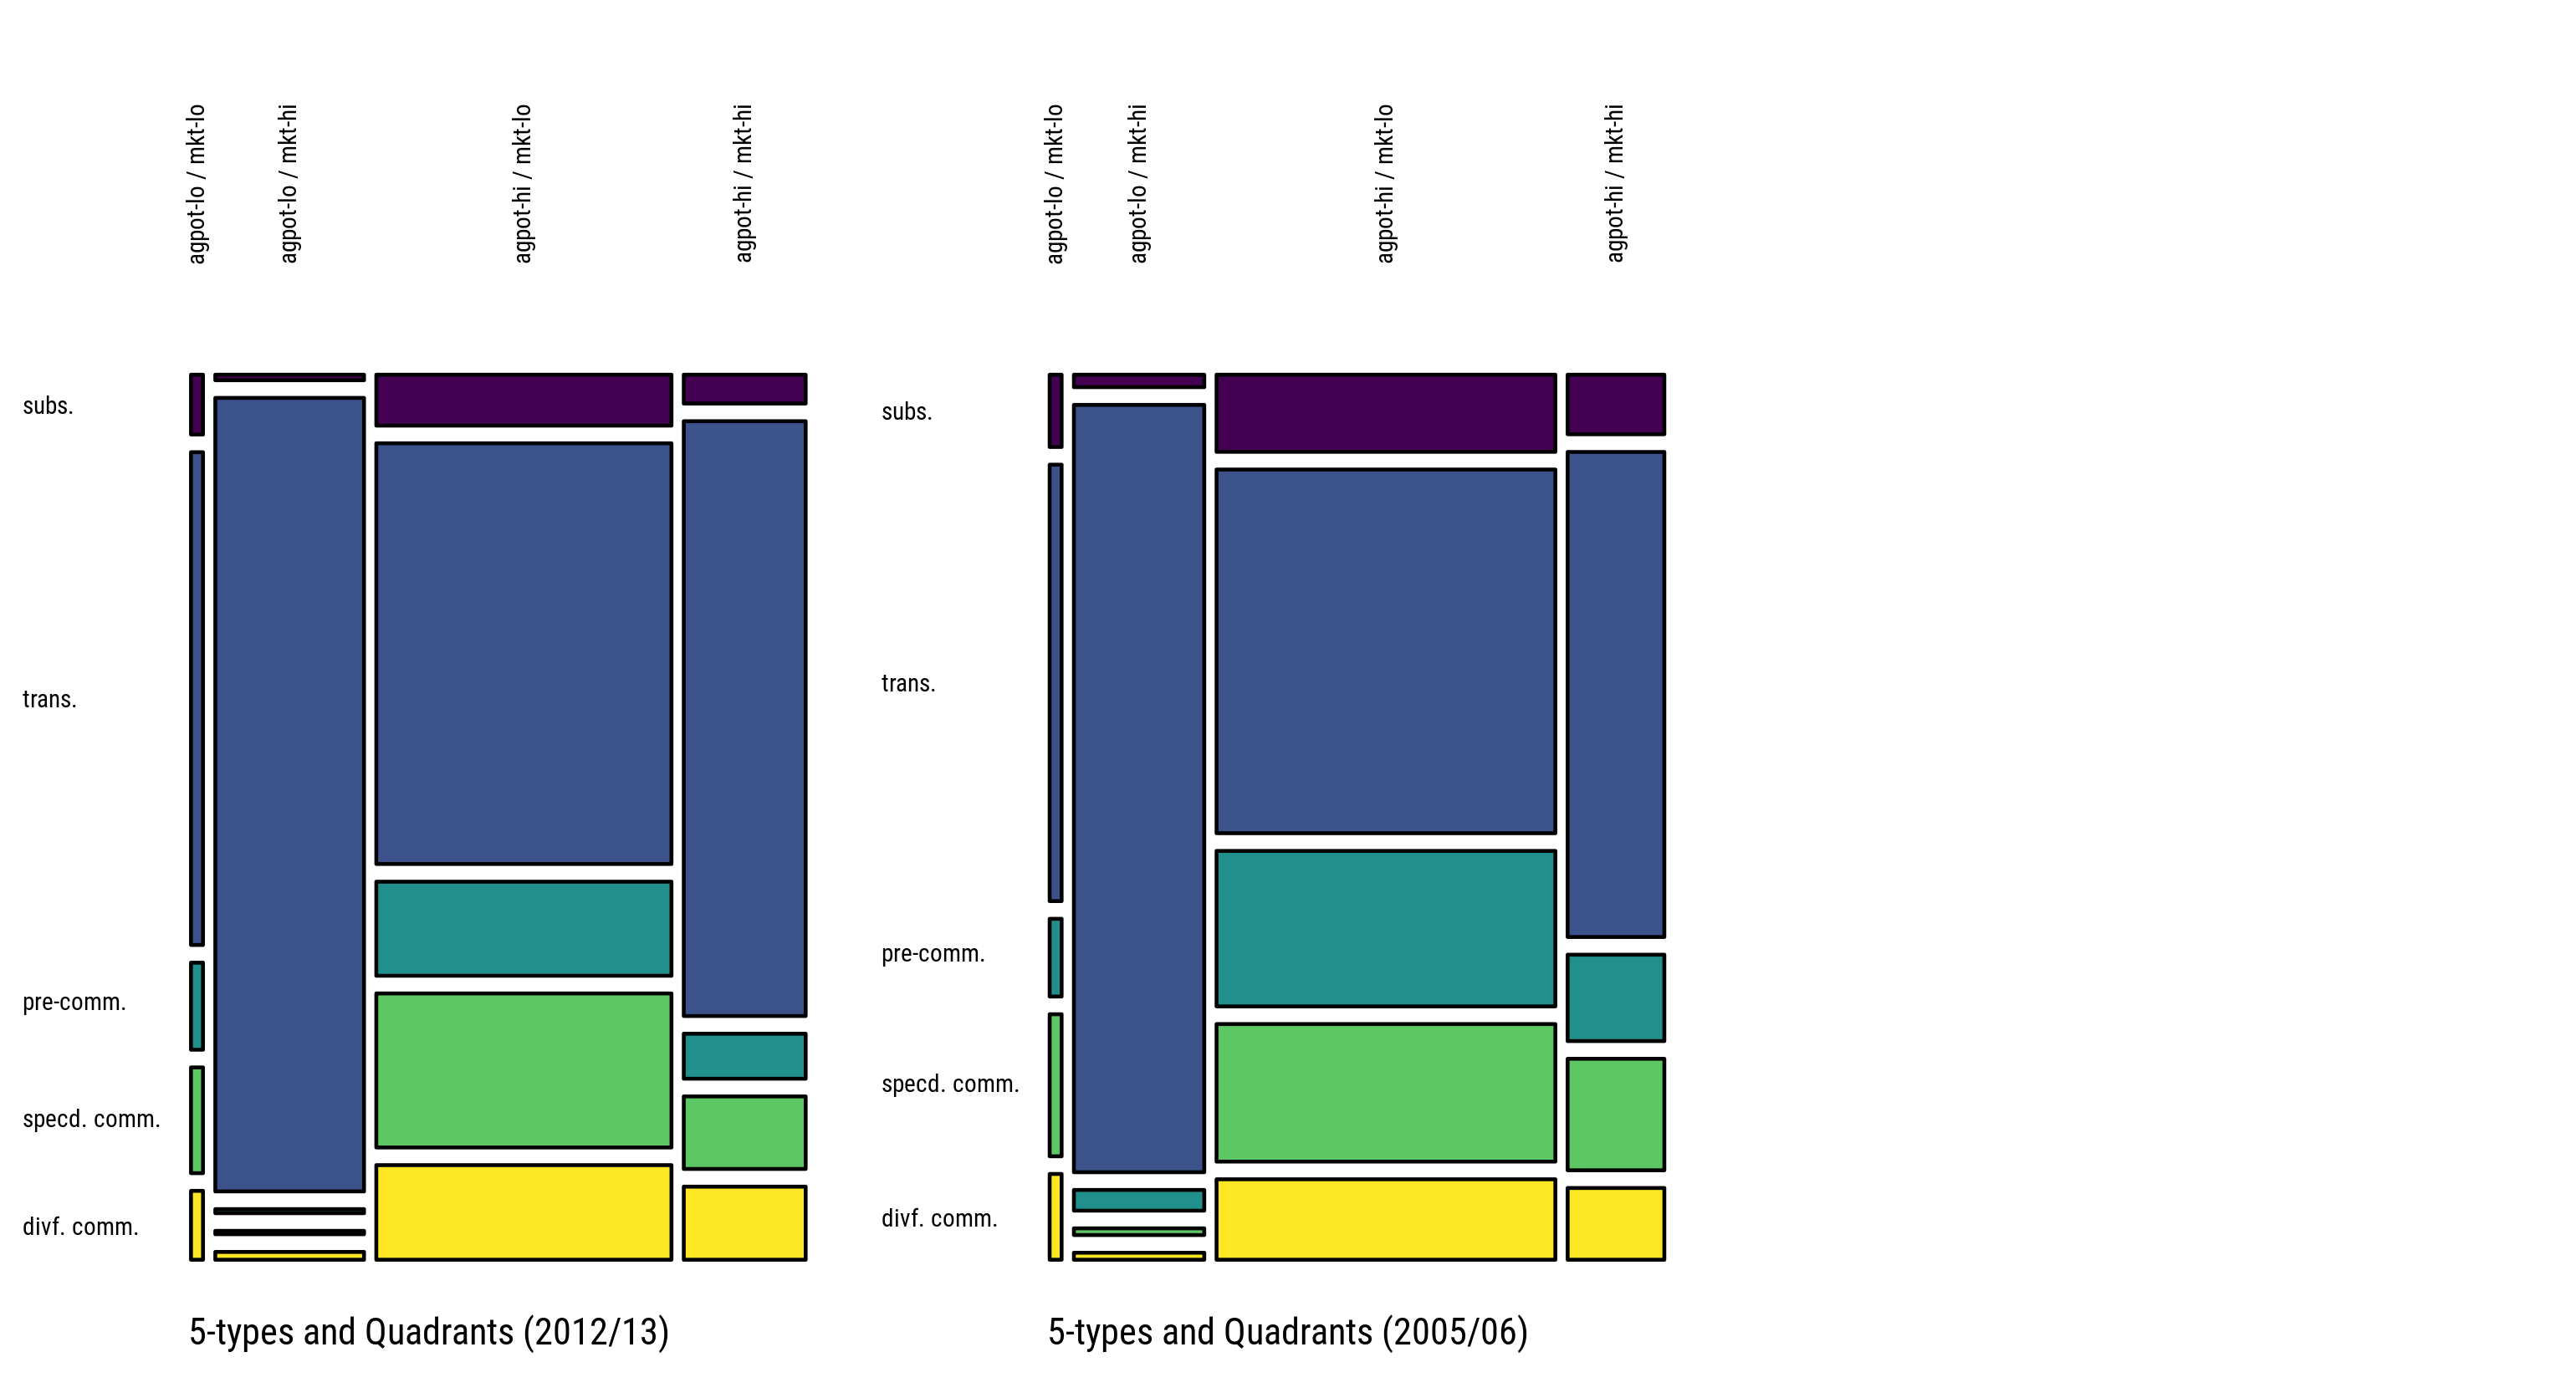 agpot-lo / mkt-lo
agpot-lo / mkt-hi
agpot-hi / mkt-lo
agpot-hi / mkt-hi
subs.
trans.
pre-comm.
specd. comm.
divf. comm.
5-types and Quadrants (2012/13)
agpot-lo / mkt-lo
agpot-lo / mkt-hi
agpot-hi / mkt-lo
agpot-hi / mkt-hi
subs.
trans.
pre-comm.
specd. comm.
divf. comm.
5-types and Quadrants (2005/06)